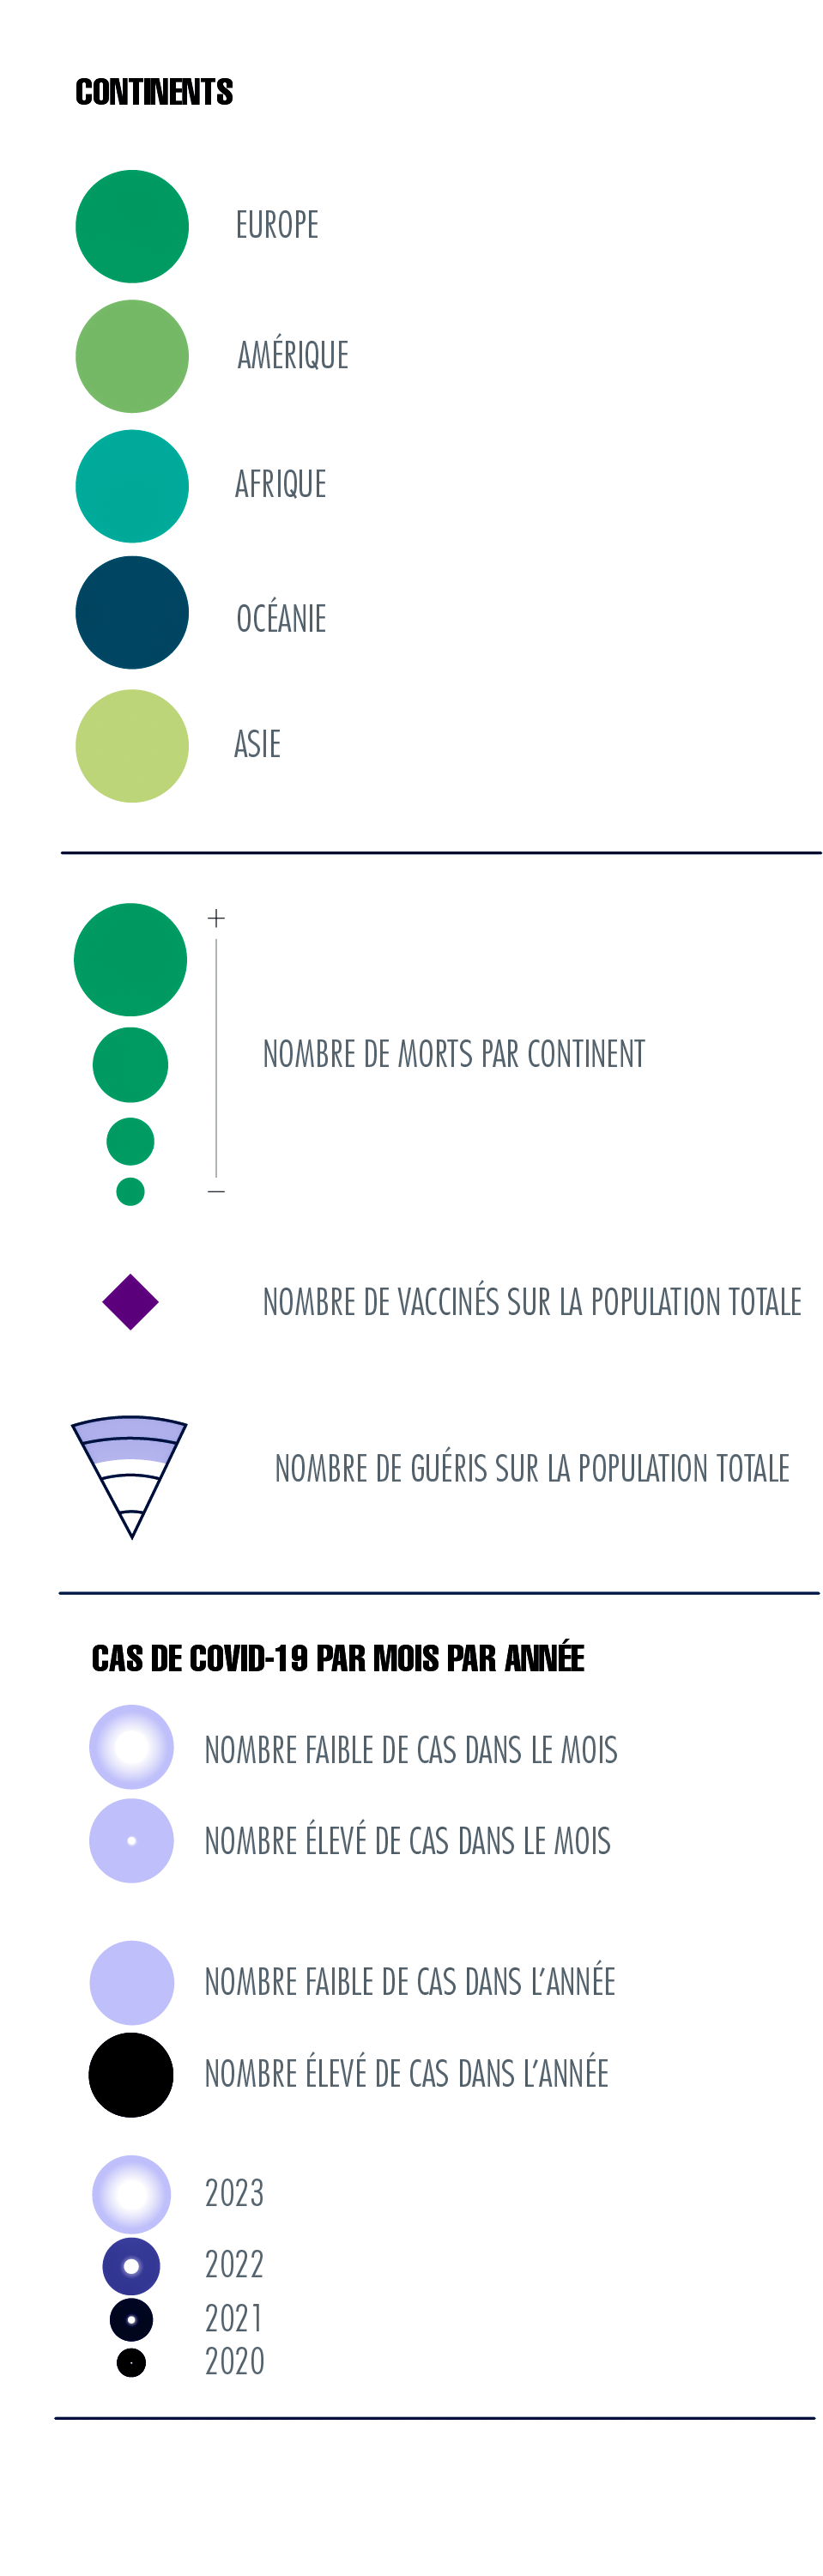 CONTINENTS
EUROPE
AMÉRIQUE
AFRIQUE
OCÉANIE
ASIE
+
NOMBRE DE MORTS PAR CONTINENT
−
NOMBRE DE VACCINÉS SUR LA POPULATION TOTALE
NOMBRE DE GUÉRIS SUR LA POPULATION TOTALE
CAS DE COVID-19 PAR MOIS PAR ANNÉE
NOMBRE FAIBLE DE CAS DANS LE MOIS
NOMBRE ÉLEVÉ DE CAS DANS LE MOIS
NOMBRE FAIBLE DE CAS DANS L’ANNÉE
NOMBRE ÉLEVÉ DE CAS DANS L’ANNÉE
2023
2022
2021
2020